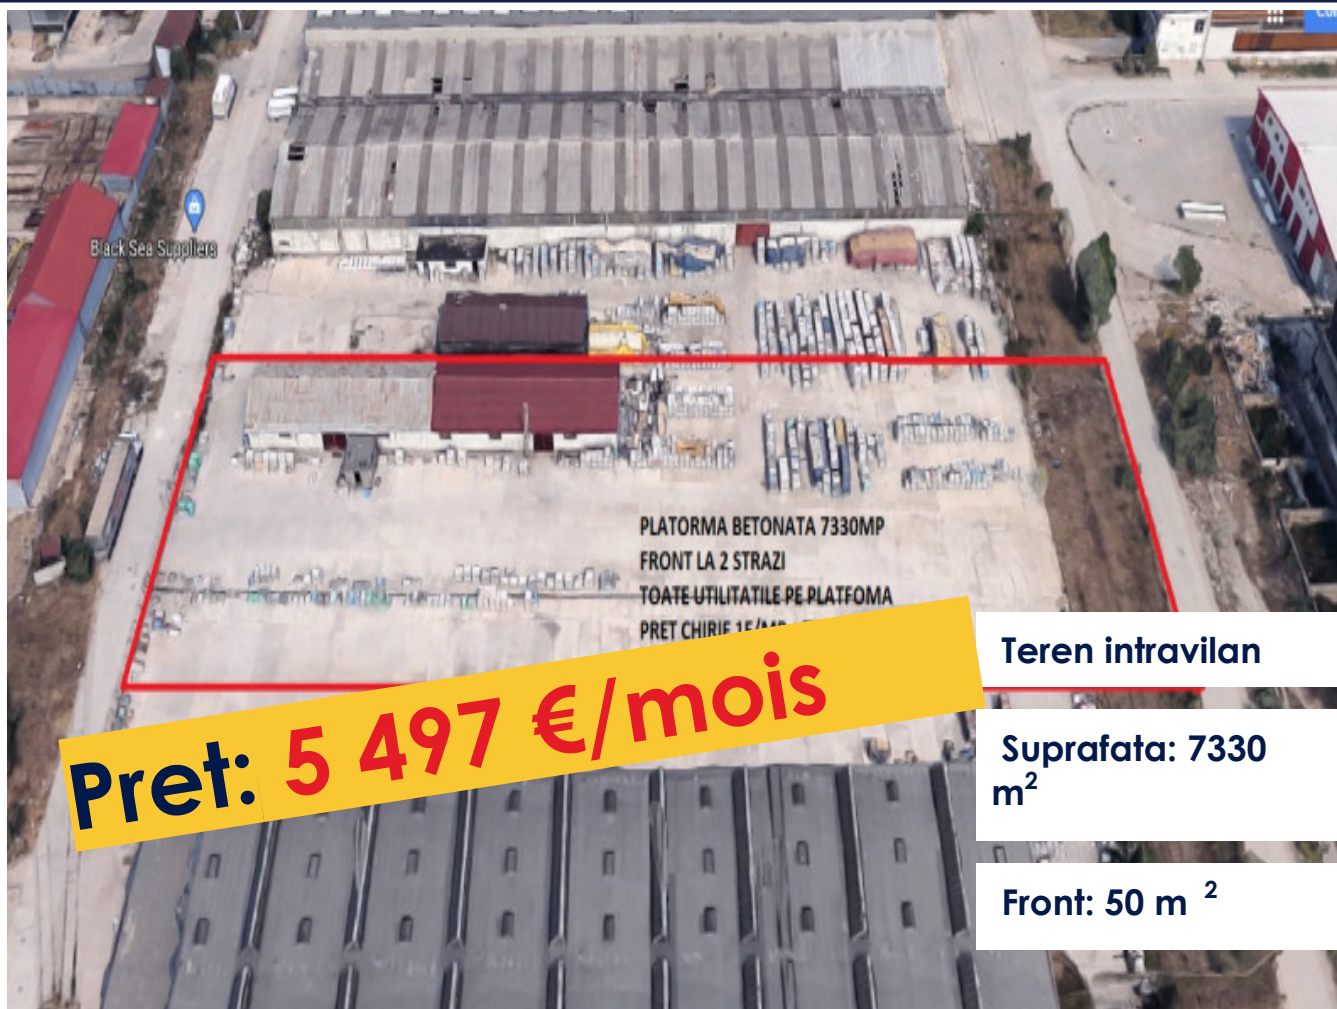 Black Sea Suppliers
PLATORMA BETONATA 7330MP
FRONT LA 2 STRAZI
TOATE UTILITATILE PE PLATFOMA
PRET CHIRIE
Pret: 5 497 €/mois
Teren intravilan
Suprafata: 7330
m²
Front: 50 m ²